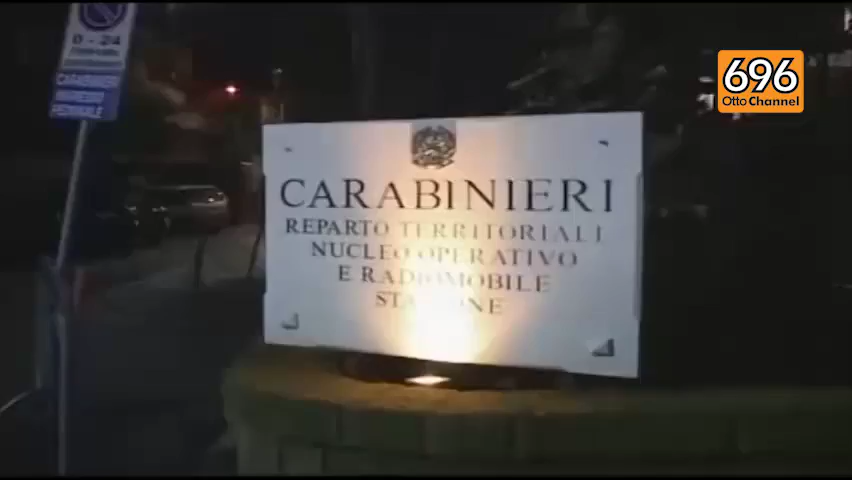 0 - 24
CARABINIERI
696
Otto Channel
CARABINIERI
REPARTO TERRITORIALE
NUCLEO OPERATIVO
E RADIOMOBILE
STAZIONE